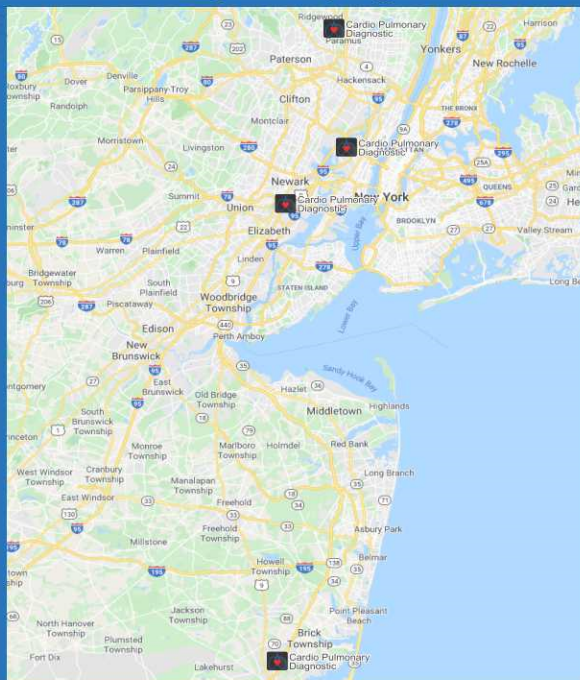 Ridgewood
Harrison
Cardio Pulmonary
Diagnostic
Paramus
Yonkers
New Rochelle
Paterson
Hackensack
Denville
Dover
Parsippany-Troy
Hills
Township
Randolph
Clifton
THE BRONX
Montclair
Morristown
Livingston
Cardio Pulmonary
Diagnostic
MANHATTAN
QUEENS
Newark
Summit
Union
Cardio Pulmonary
Diagnostic
New York
BROOKLYN
Elizabeth
Upper Bay
Valley Stream
Warren
Plainfield
Linden
Bridgewater
Township
South
Plainfield
Long B
Piscataway
Woodbridge
Township
STATEN ISLAND
Lower Bay
Edison
New
Brunswick
Perth Amboy
Sandy Hook Bay
East
Brunswick
Old Bridge
Township
Hazlet
Highlands
Middletown
South
Brunswick
Township
Monroe
Township
Marlboro
Township
Holmdel
Red Bank
West Windsor
Township
Cranbury
Township
Manalapan
Township
Long Branch
East Windsor
Freehold
Freehold
Township
Asbury Park
Millstone
Howell
Township
Belmar
Jackson
Township
Point Pleasant
Beach
North Hanover
Township
Plumsted
Township
Brick
Township
Fort Dix
Lakehurst
Cardio Pulmonary
Diagnostic